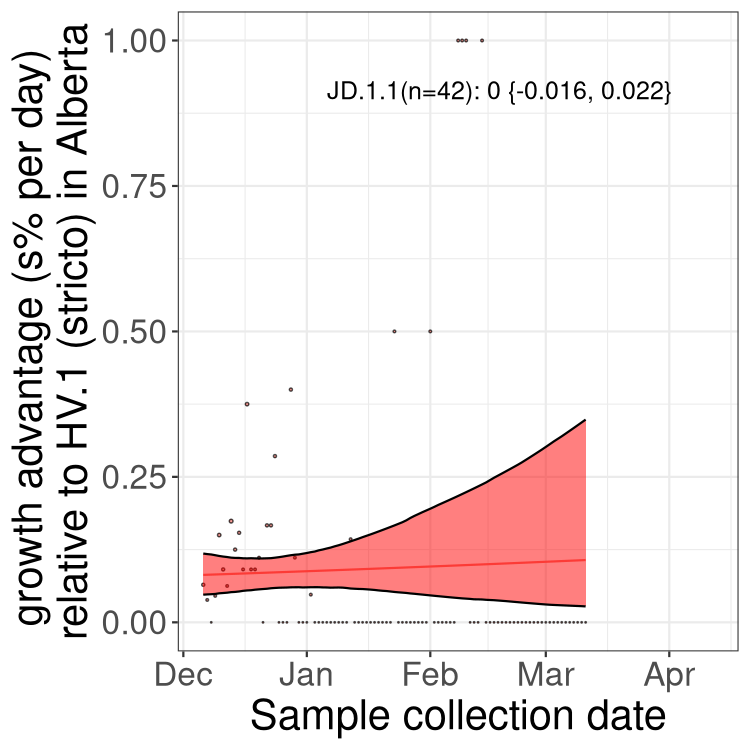 growth advantage (s% per day)
relative to HV.1 (stricto) in Alberta
1.00
0.75
0.50
0.25
0.00
JD.1.1(n=42): 0 {-0.016, 0.022}
Dec Jan Feb Mar Apr
Sample collection date